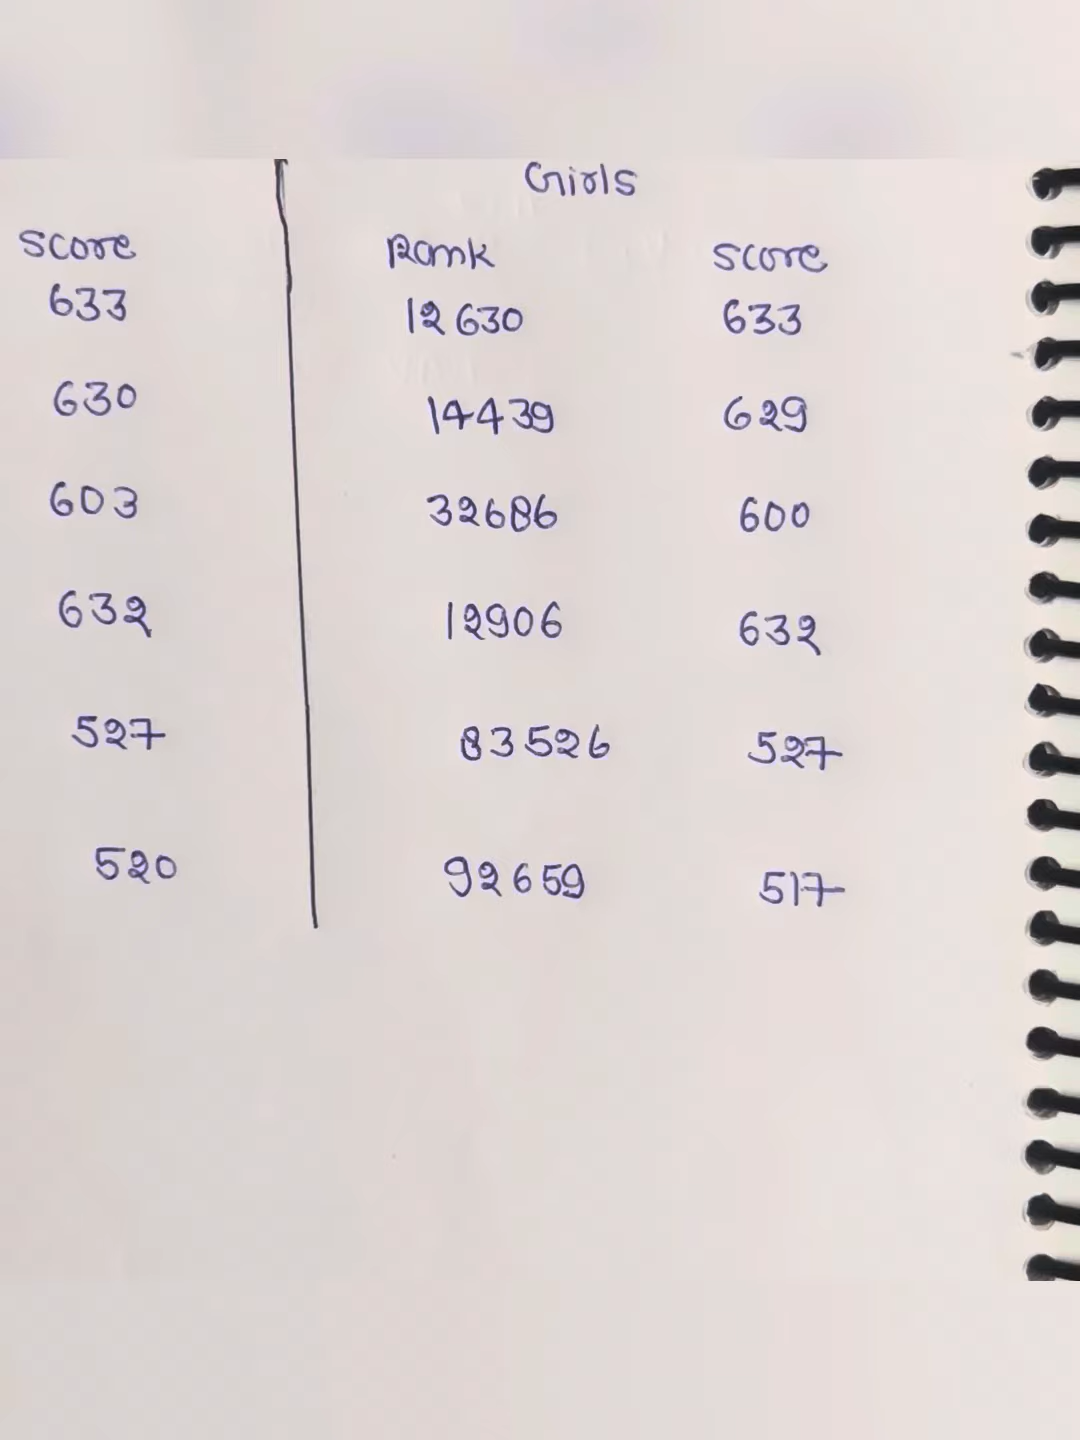 Girls
Score Rank Score
633 12630 633
630 14439 629
603 32686 600
632 12906 632
527 83526 527
520 92659 517